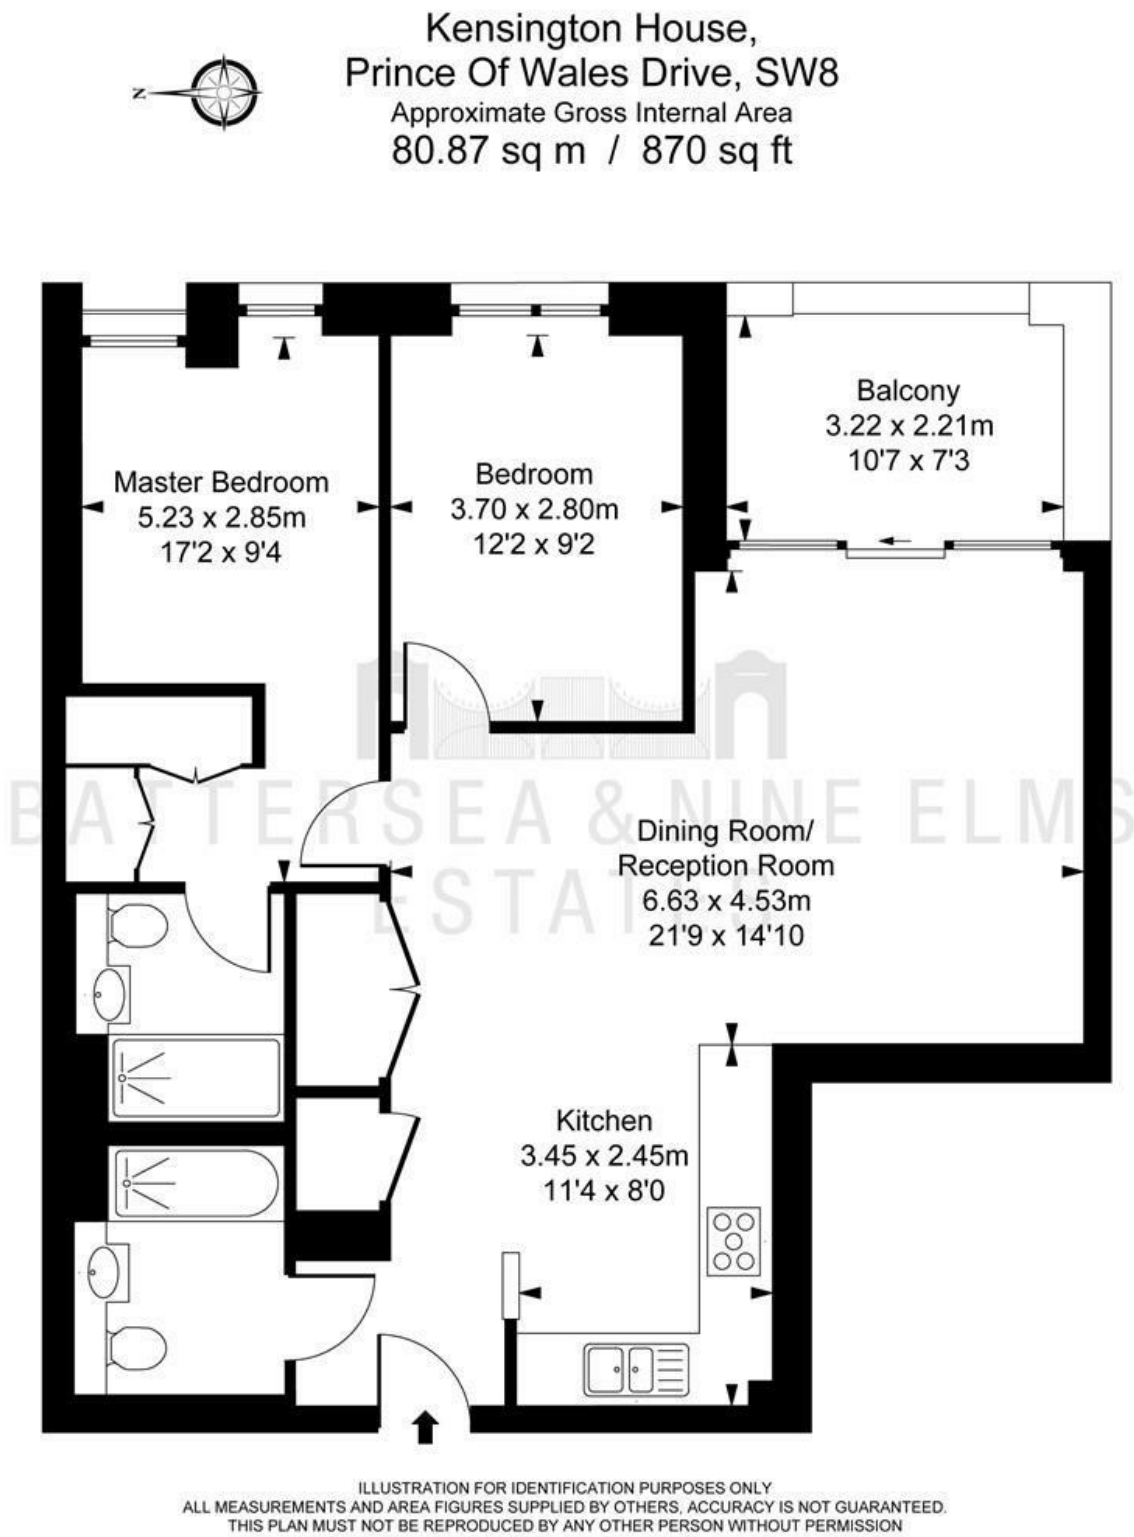 Kensington House,
Prince Of Wales Drive, SW8
Approximate Gross Internal Area
80.87 sq m / 870 sq ft
N
Balcony
3.22 x 2.21m
10'7 x 7'3
Master Bedroom
5.23 x 2.85m
17'2 x 9'4
Bedroom
3.70 x 2.80m
12'2 x 9'2
BATTERSEA & NINE ELMS
ESTATES
Dining Room/
Reception Room
6.63 x 4.53m
21'9 x 14'10
Kitchen
3.45 x 2.45m
11'4 x 8'0
ILLUSTRATION FOR IDENTIFICATION PURPOSES ONLY
ALL MEASUREMENTS AND AREA FIGURES SUPPLIED BY OTHERS, ACCURACY IS NOT GUARANTEED.
THIS PLAN MUST NOT BE REPRODUCED BY ANY OTHER PERSON WITHOUT PERMISSION